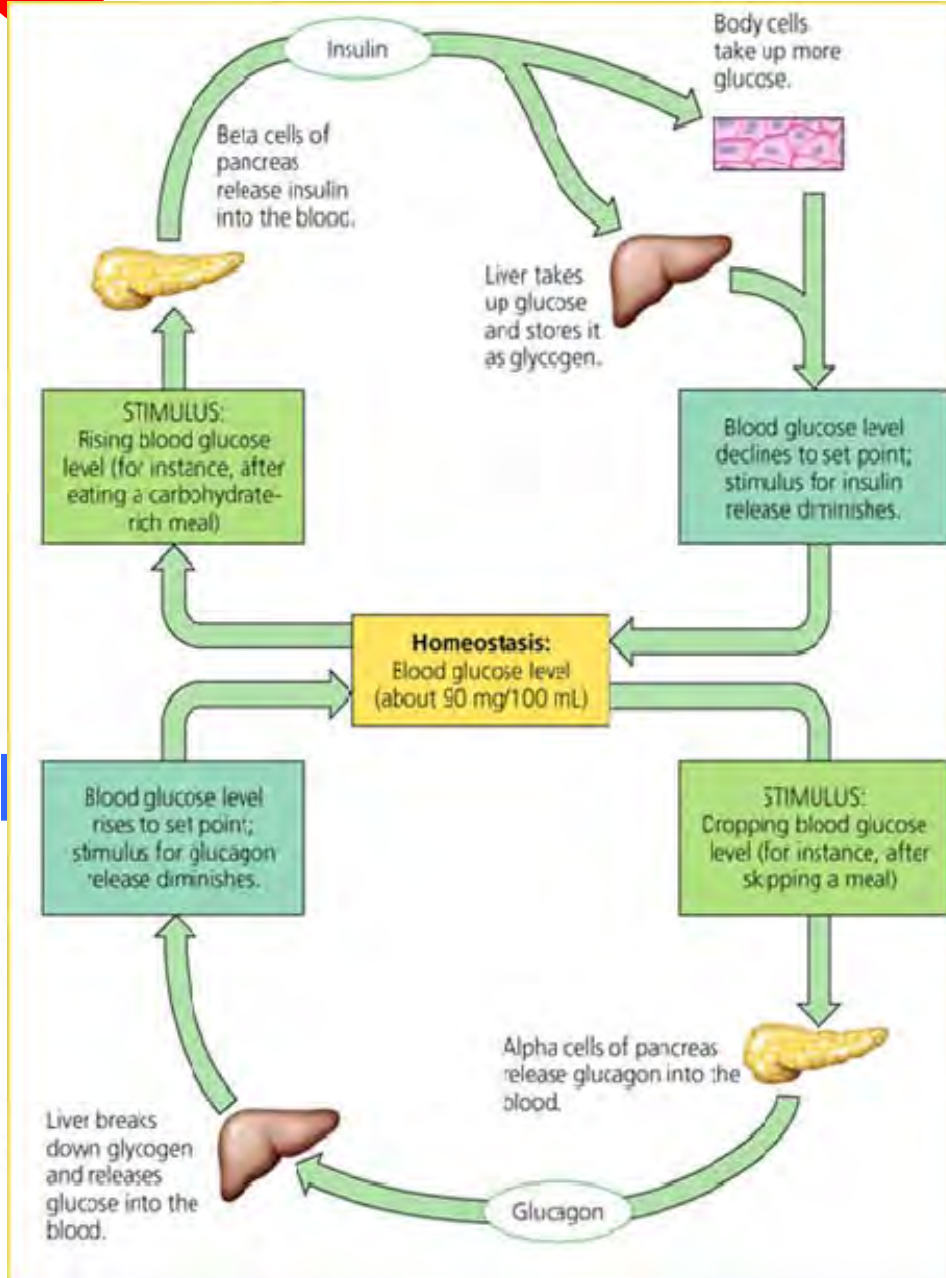 Insulin
Body cells
take up more
glucose.
Beta cells of
pancreas
release insulin
into the blood.
Liver takes
up glucose
and stores it
as glycogen.
STIMULUS:
Rising blood glucose
level (for instance, after
eating a carbohydrate-
rich meal)
Blood glucose level
declines to set point;
stimulus for insulin
release diminishes.
Homeostasis:
Blood glucose level
(about 90 mg/100 mL)
Blood glucose level
rises to set point;
stimulus for glucagon
release diminishes.
STIMULUS:
Dropping blood glucose
level (for instance, after
skipping a meal)
Alpha cells of pancreas
release glucagon into the
blood.
Liver breaks
down glycogen
and releases
glucose into the
blood.
Glucagon